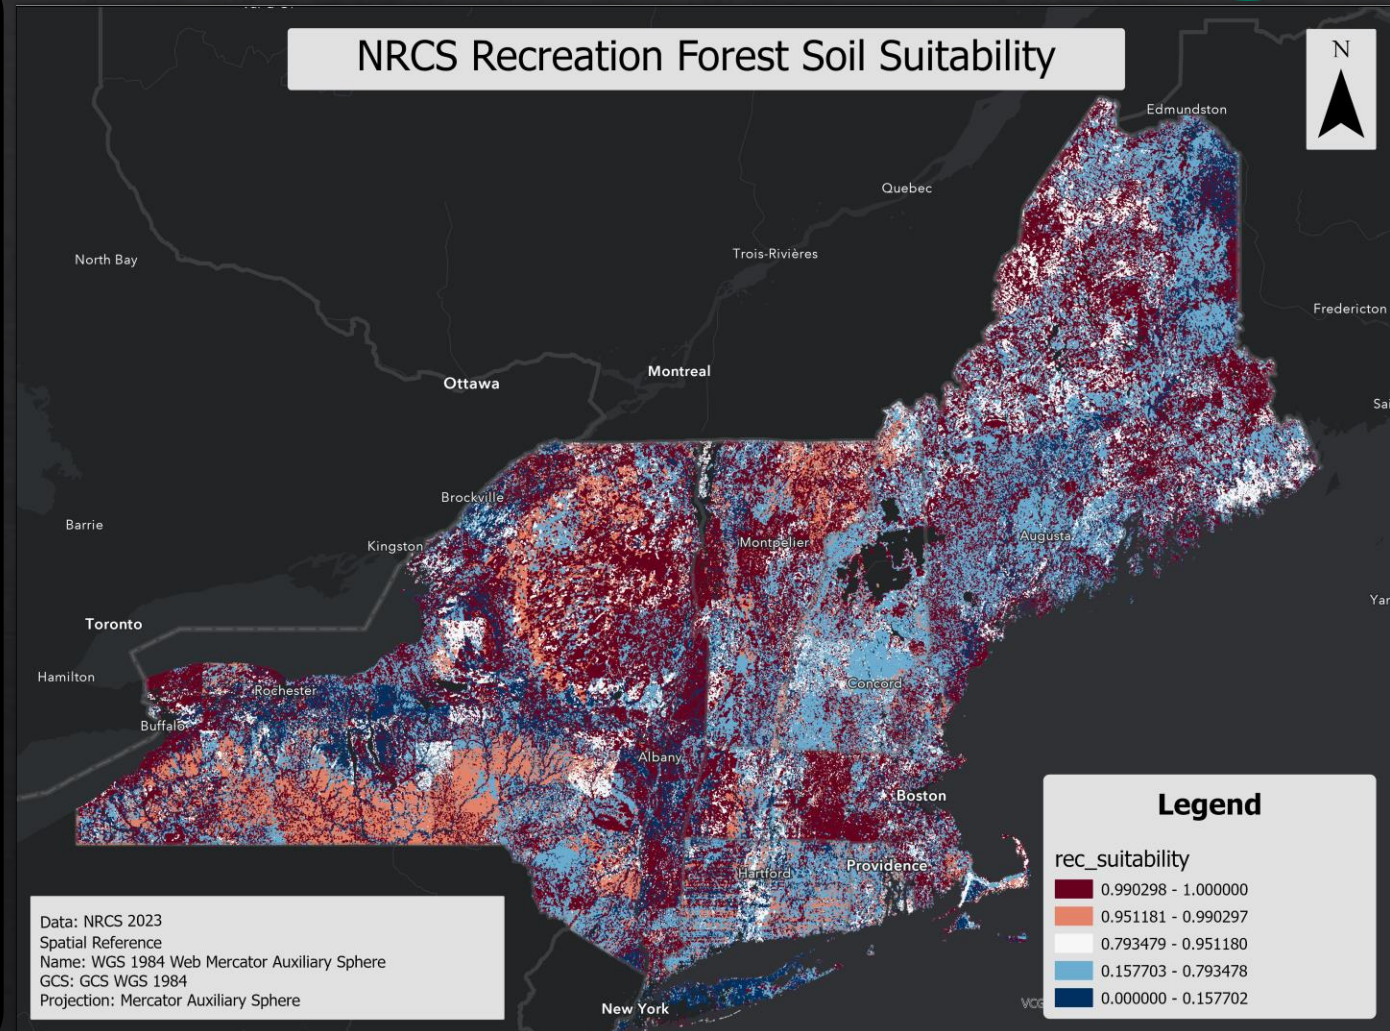 NRCS Recreation Forest Soil Suitability
N
Edmundston
Quebec
North Bay
Trois-Rivières
Fredericton
Montreal
Ottawa
Brockville
Barrie
Kingston
Montpelier
Augusta
Toronto
Hamilton
Rochester
Concord
Buffalo
Albany
Boston
Providence
Hartford
New York
Legend
rec_suitability
0.990298 - 1.000000
0.951181 - 0.990297
0.793479 - 0.951180
0.157703 - 0.793478
0.000000 - 0.157702
Data: NRCS 2023
Spatial Reference
Name: WGS 1984 Web Mercator Auxiliary Sphere
GCS: GCS WGS 1984
Projection: Mercator Auxiliary Sphere